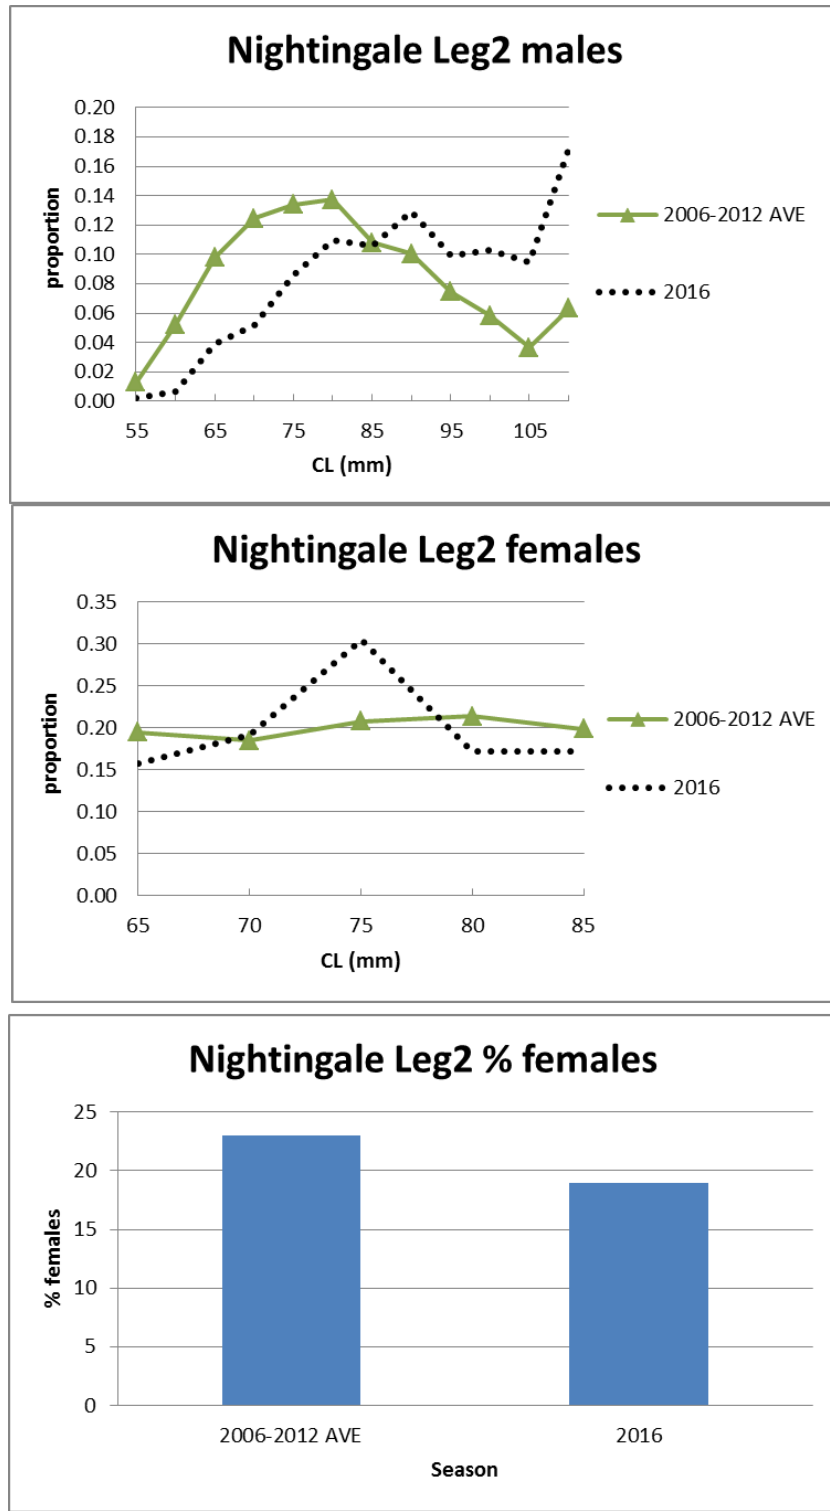 Nightingale Leg2 males
0.20
0.18
0.16
0.14
0.12
0.10
0.08
0.06
0.04
0.02
0.00
proportion
55 65 75 85 95 105
CL (mm)
2006-2012 AVE
2016
Nightingale Leg2 females
0.35
0.30
0.25
0.20
0.15
0.10
0.05
0.00
proportion
65 70 75 80 85
CL (mm)
2006-2012 AVE
2016
Nightingale Leg2 % females
25
20
15
10
5
0
% females
2006-2012 AVE 2016
Season